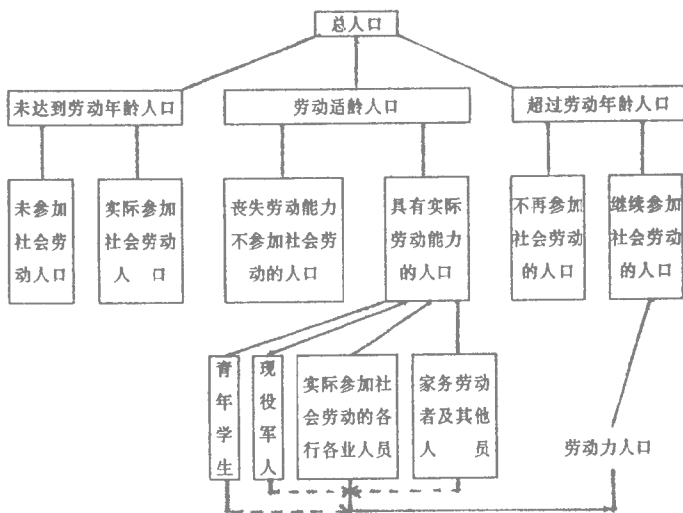 总人口
未达到劳动年龄人口
劳动适龄人口
超过劳动年龄人口
未参加
社会劳
动人口
实际参加
社会劳动
人口
丧失劳动能力
不参加社会劳
动的人口
具有实际
劳动能力
的人口
不再参加
社会劳动
的人口
继续参加
社会劳动
的人口
青年学生
现役军人
实际参加社
会劳动的各
行各业人员
家务劳动
者及其他
人员
劳动力人口